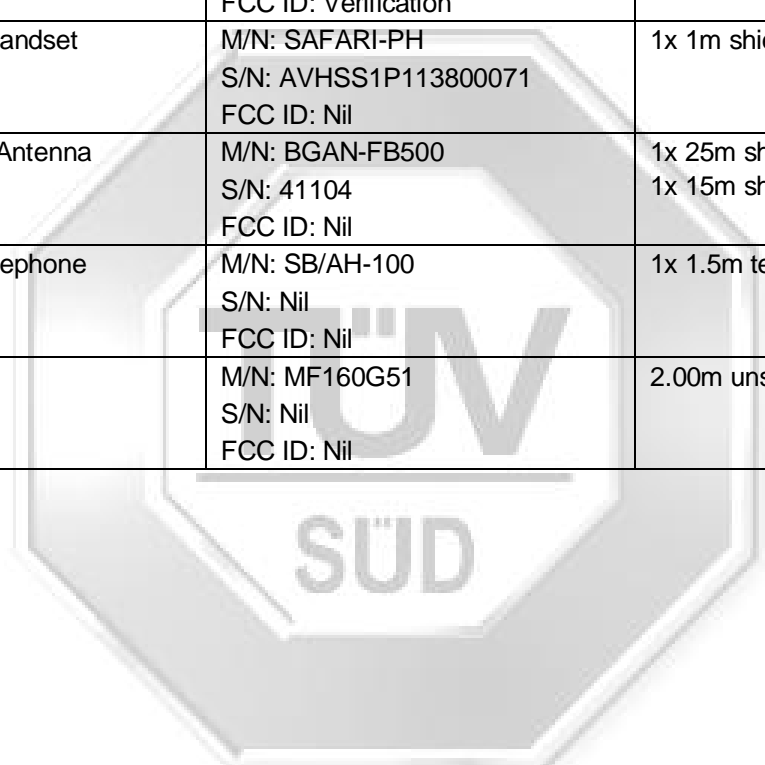 FCC ID: Verification
andset
M/N: SAFARI-PH
1x 1m shie
S/N: AVHSS1P113800071
FCC ID: Nil
Antenna
M/N: BGAN-FB500
1x 25m sh
S/N: 41104
1x 15m sh
FCC ID: Nil
ephone
M/N: SB/AH-100
1x 1.5m te
S/N: Nil
FCC ID: Nil
M/N: MF160G51
2.00m uns
S/N: Nil
FCC ID: Nil
TÜV
SÜD